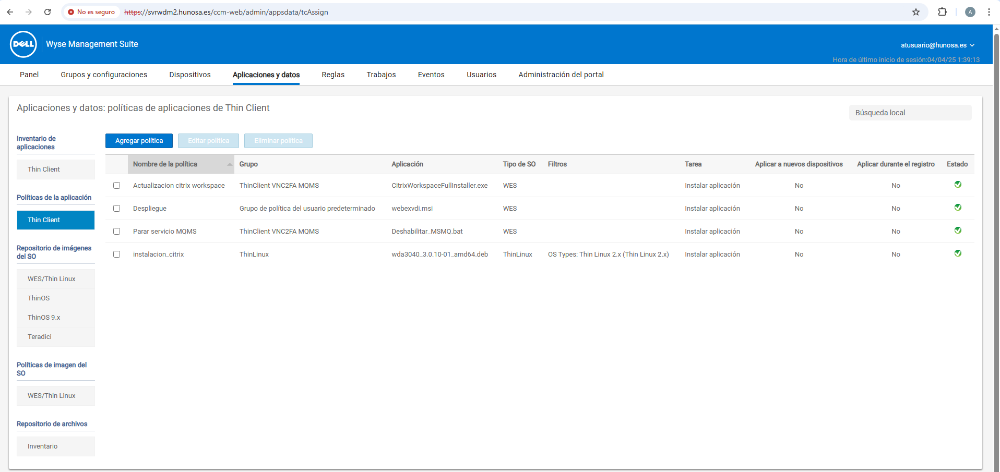 No es seguro https://svrwdm2.hunosa.es/ccm-web/admin/appsdata/tcAssign A
DELL Wyse Management Suite
atusuario@hunosa.es
Hora de último inicio de sesión:04/04/25 1:39:13
Panel Grupos y configuraciones Dispositivos Aplicaciones y datos Reglas Trabajos Eventos Usuarios Administración del portal
Aplicaciones y datos: políticas de aplicaciones de Thin Client
Búsqueda local
Inventario de
aplicaciones
Thin Client
Políticas de la aplicación
Thin Client
Repositorio de imágenes
del SO
WES/Thin Linux
ThinOS
ThinOS 9.x
Teradici
Políticas de imagen del
SO
WES/Thin Linux
Repositorio de archivos
Inventario
Agregar política Editar política Eliminar política
Nombre de la política Grupo Aplicación Tipo de SO Filtros Tarea Aplicar a nuevos dispositivos Aplicar durante el registro Estado
Actualizacion citrix workspace ThinClient VNC2FA MQMS CitrixWorkspaceFullInstaller.exe WES Instalar aplicación No No
Despliegue Grupo de política del usuario predeterminado webexvdi.msi WES Instalar aplicación No No
Parar servicio MQMS ThinClient VNC2FA MQMS Deshabilitar_MSMQ.bat WES Instalar aplicación No No
instalacion_citrix ThinLinux wda3040_3.0.10-01_amd64.deb ThinLinux OS Types: Thin Linux 2.x (Thin Linux 2.x) Instalar aplicación No No